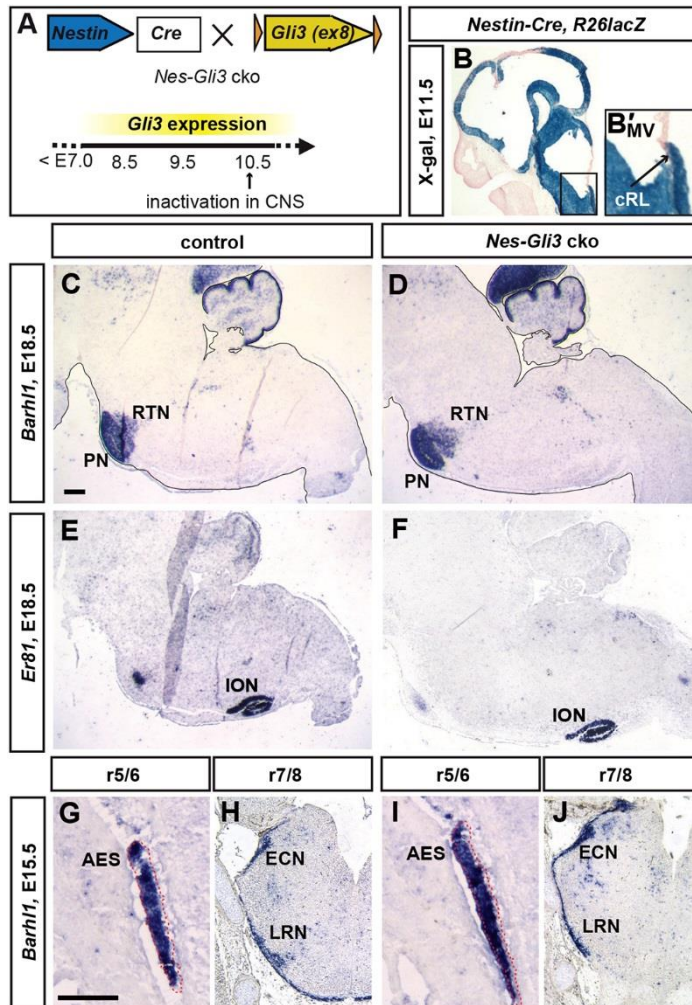 A
Nestin
Cre
Gli3 (ex8)
Nes-Gli3 cko
Gli3 expression
< E7.0 8.5 9.5 10.5
inactivation in CNS
Nestin-Cre, R26lacZ
X-gal, E11.5
B
B′
MV
cRL
control
Nes-Gli3 cko
Barhl1, E18.5
C
RTN
PN
D
RTN
PN
Er81, E18.5
E
ION
F
ION
r5/6
r7/8
r5/6
r7/8
Barhl1, E15.5
G
AES
H
ECN
LRN
I
AES
J
ECN
LRN